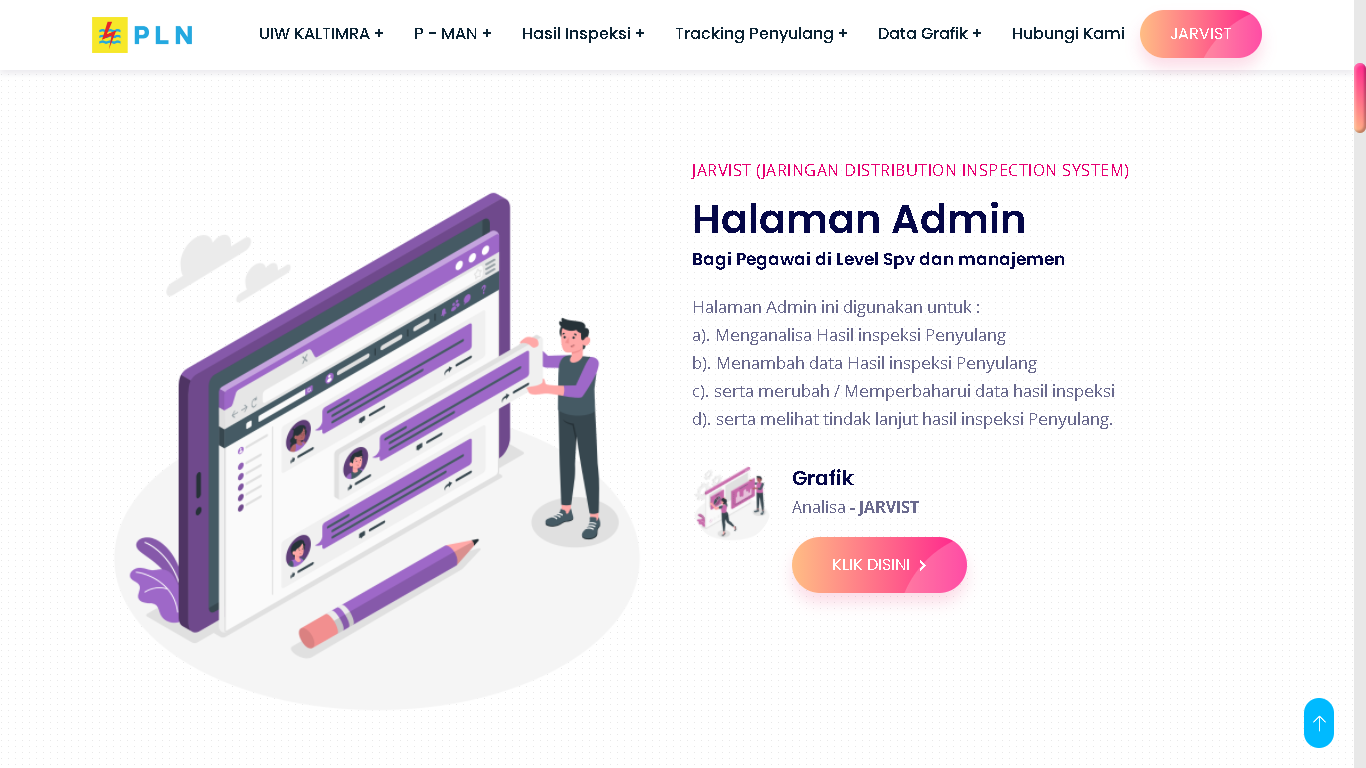 PLN
UIW KALTIMRA +
P - MAN +
Hasil Inspeksi +
Tracking Penyulang +
Data Grafik +
Hubungi Kami
JARVIST
JARVIST (JARINGAN DISTRIBUTION INSPECTION SYSTEM)
Halaman Admin
Bagi Pegawai di Level Spv dan manajemen
Halaman Admin ini digunakan untuk :
a). Menganalisa Hasil inspeksi Penyulang
b). Menambah data Hasil inspeksi Penyulang
c). serta merubah / Memperbaharui data hasil inspeksi
d). serta melihat tindak lanjut hasil inspeksi Penyulang.
Grafik
Analisa - JARVIST
KLIK DISINI